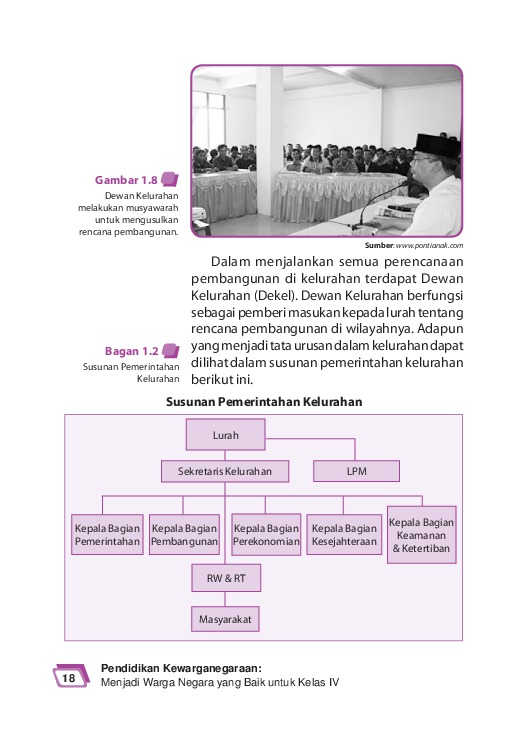 Gambar 1.8
Dewan Kelurahan
melakukan musyawarah
untuk mengusulkan
rencana pembangunan.
Sumber: www.pontianak.com
Dalam menjalankan semua perencanaan
pembangunan di kelurahan terdapat Dewan
Kelurahan (Dekel). Dewan Kelurahan berfungsi
sebagai pemberi masukan kepada lurah tentang
rencana pembangunan di wilayahnya. Adapun
yang menjadi tata urusan dalam kelurahan dapat
dilihat dalam susunan pemerintahan kelurahan
berikut ini.
Bagan 1.2
Susunan Pemerintahan
Kelurahan
Susunan Pemerintahan Kelurahan
Lurah
Sekretaris Kelurahan
LPM
Kepala Bagian
Pemerintahan
Kepala Bagian
Pembangunan
Kepala Bagian
Perekonomian
Kepala Bagian
Kesejahteraan
Kepala Bagian
Keamanan
& Ketertiban
RW & RT
Masyarakat
18
Pendidikan Kewarganegaraan:
Menjadi Warga Negara yang Baik untuk Kelas IV